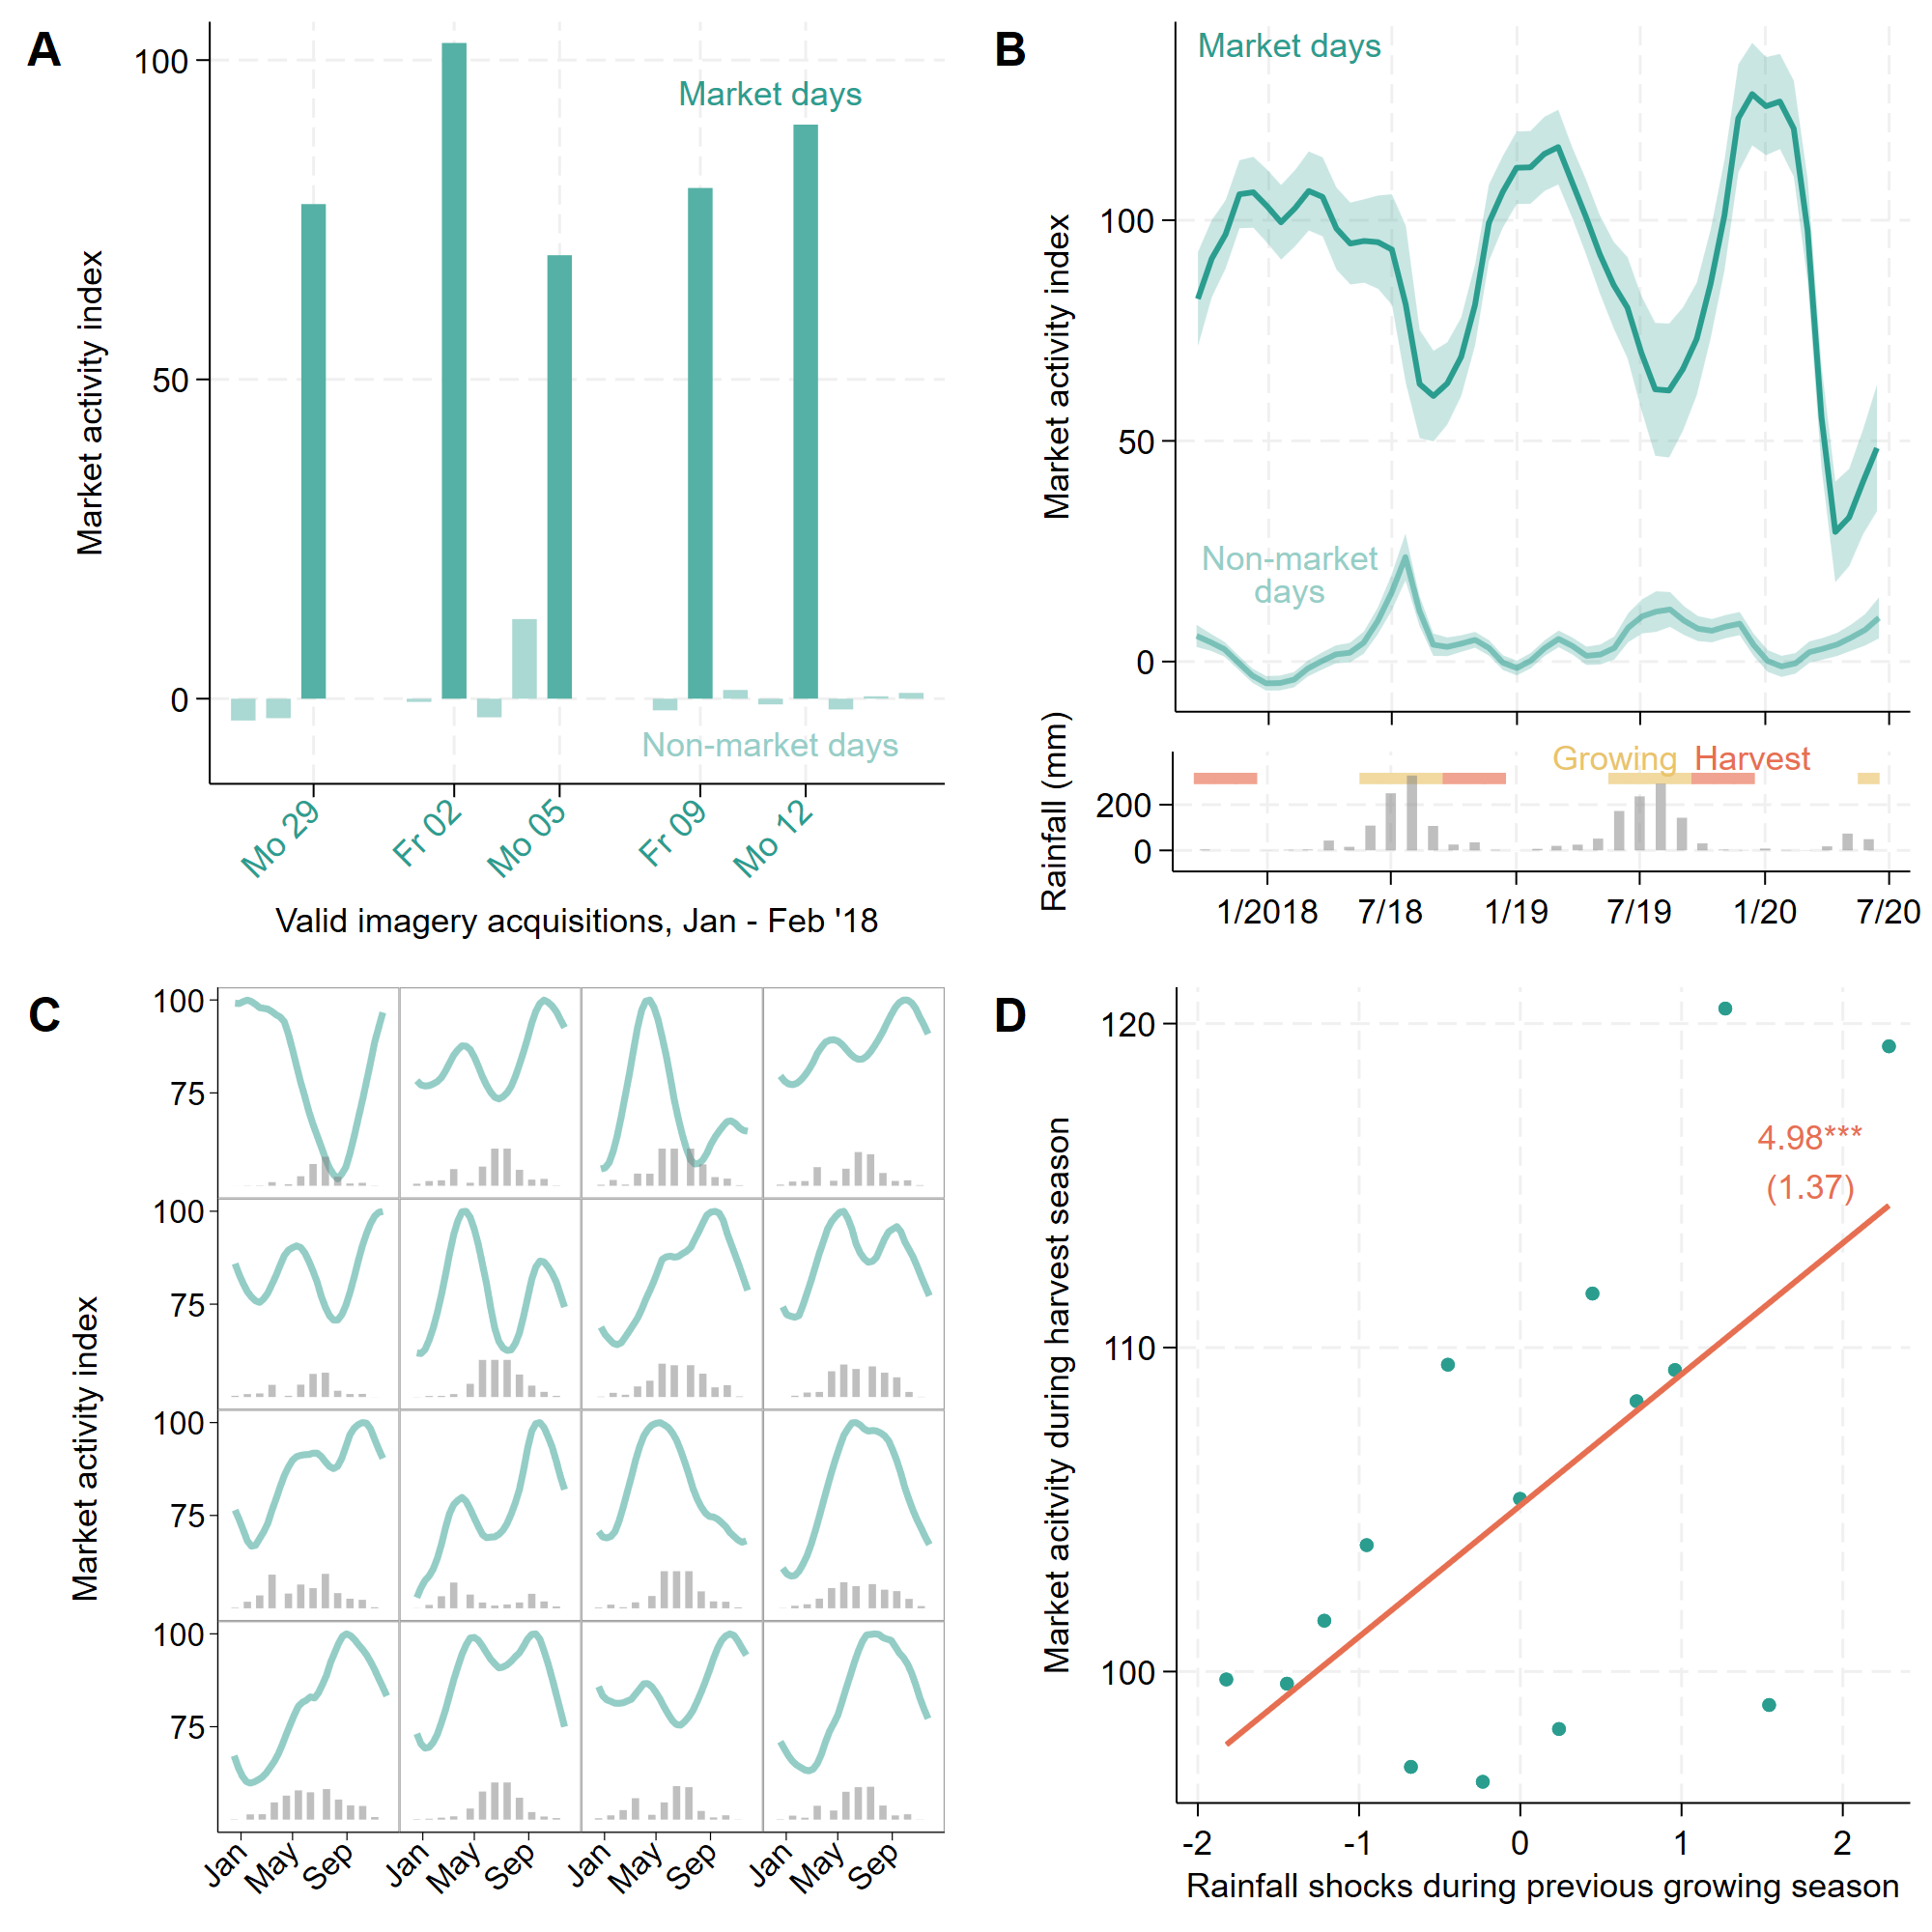 A
100
50
0
Market activity index
Market days
Non-market days
Mo 29
Fr 02
Mo 05
Fr 09
Mo 12
Valid imagery acquisitions, Jan - Feb '18
B
Market days
100
50
0
Market activity index
Non-market
days
Rainfall (mm)
200
0
Growing
Harvest
1/2018
7/18
1/19
7/19
1/20
7/20
C
Market activity index
100
75
100
75
100
75
100
75
Jan
May
Sep
Jan
May
Sep
Jan
May
Sep
Jan
May
Sep
D
Market acitvity during harvest season
120
110
100
4.98***
(1.37)
-2
-1
0
1
2
Rainfall shocks during previous growing season